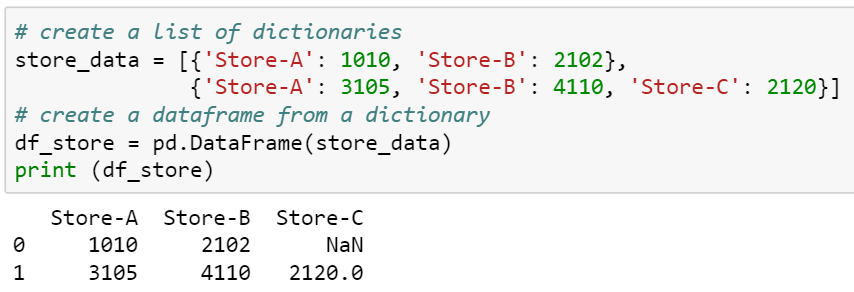 # create a list of dictionaries
store_data = [{'Store-A': 1010, 'Store-B': 2102},
              {'Store-A': 3105, 'Store-B': 4110, 'Store-C': 2120}]
# create a dataframe from a dictionary
df_store = pd.DataFrame(store_data)
print (df_store)
   Store-A  Store-B  Store-C
0     1010     2102      NaN
1     3105     4110   2120.0